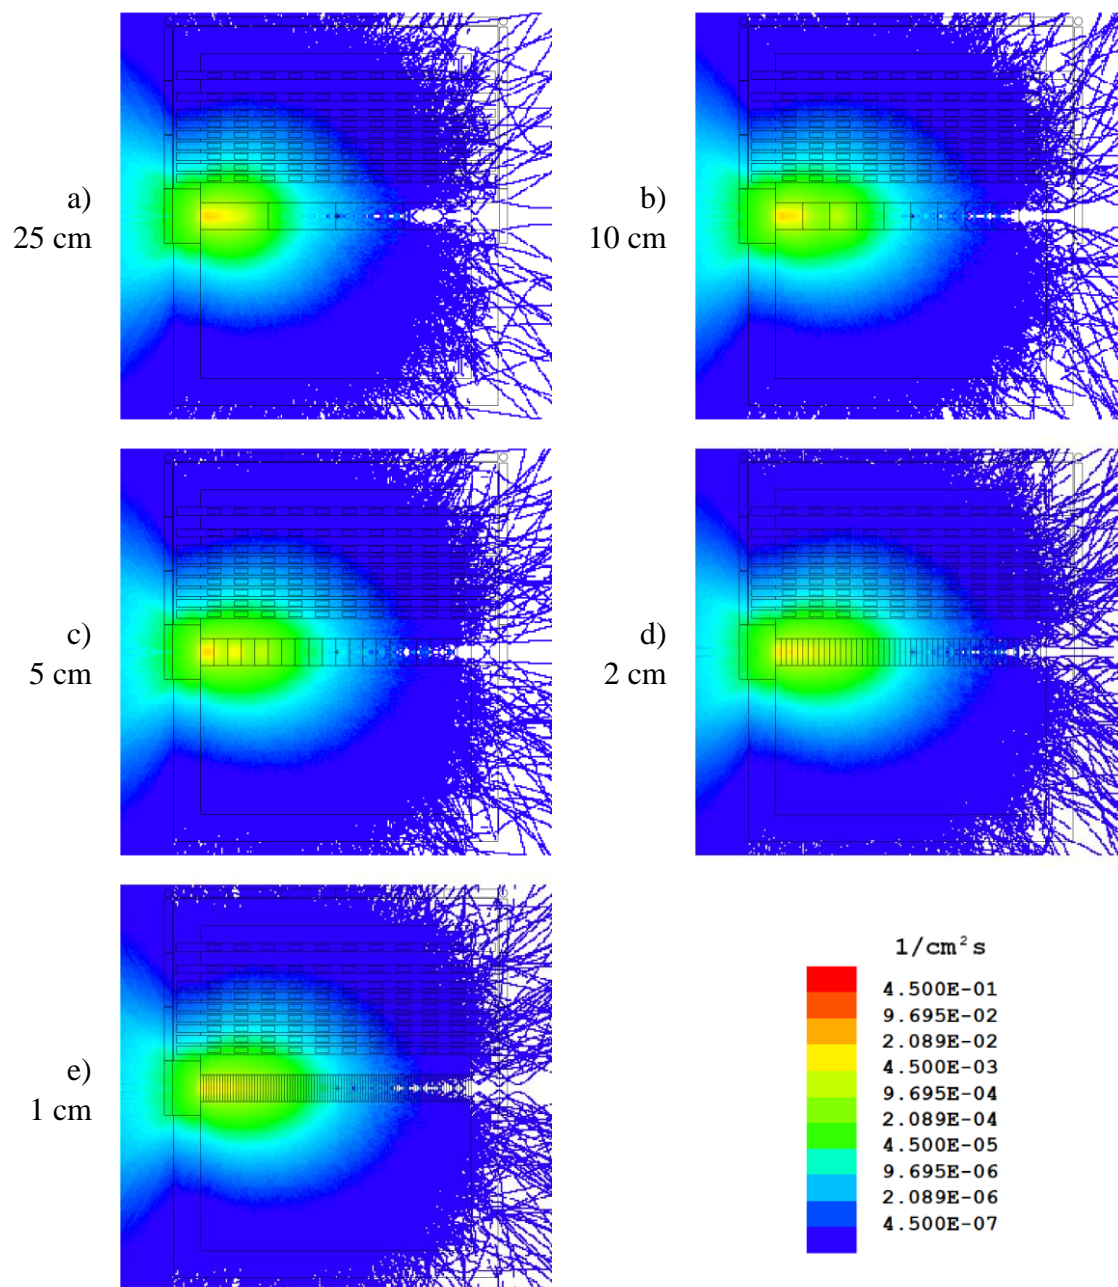 a)
25 cm
b)
10 cm
c)
5 cm
d)
2 cm
e)
1 cm
1/cm²s
4.500E-01
9.695E-02
2.089E-02
4.500E-03
9.695E-04
2.089E-04
4.500E-05
9.695E-06
2.089E-06
4.500E-07